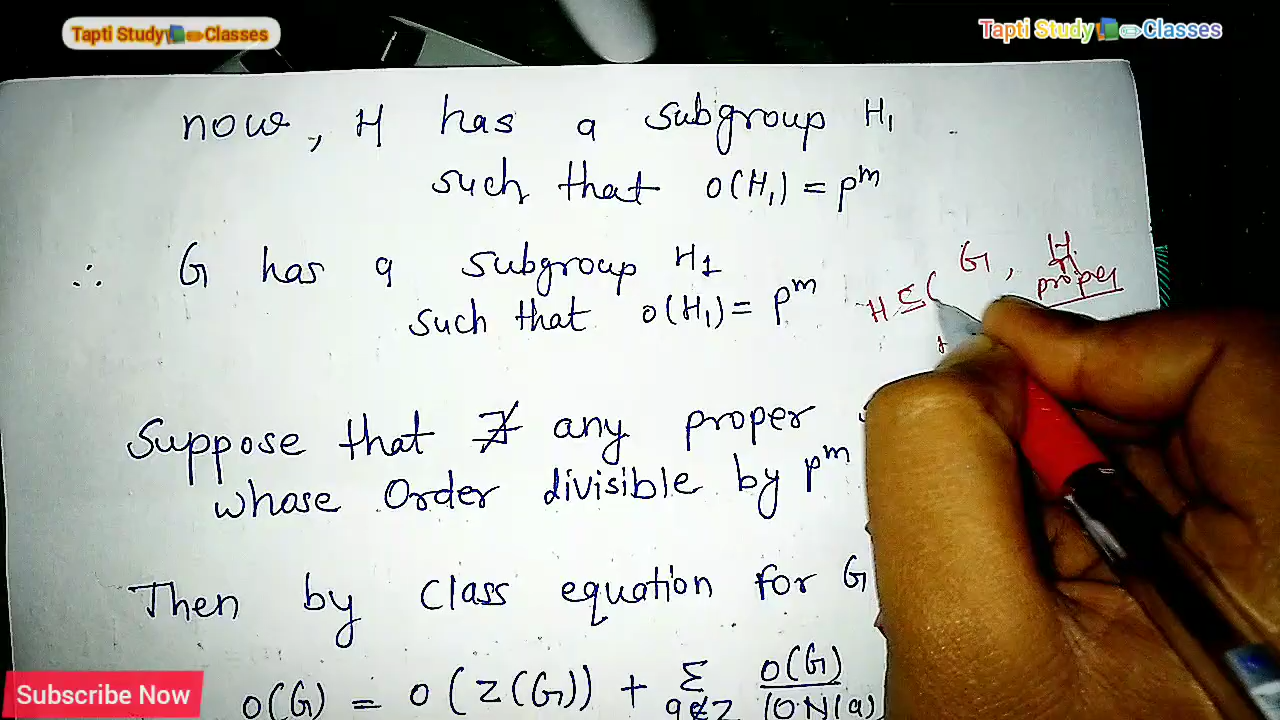 Tapti Study Classes
Tapti Study Classes
now, H has a subgroup H₁
such that o(H₁) = pᵐ
∴ G has a subgroup H₁
such that o(H₁) = pᵐ
G, H
proper
H ⊆ (
Suppose that ∄ any proper
whose Order divisible by pᵐ
Then by class equation for G
o(G) = o(Z(G)) + Σ o(G)
a∉Z o(N(a)
Subscribe Now